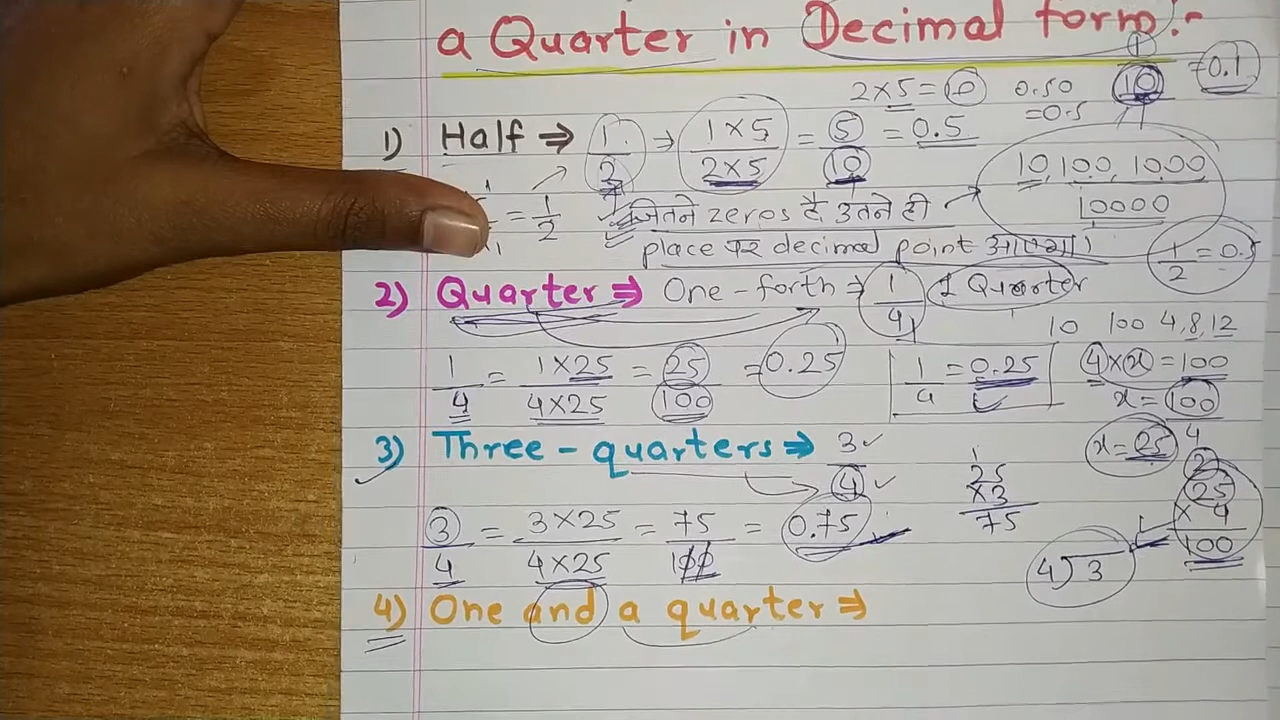 a Quarter in Decimal form:-
2×5=10 0.50 =0.5
1/10 =0.1
1) Half ⇒ 1/2 → 1×5/2×5 = 5/10 = 0.5
10, 100, 1000
10000
= 1/2
जितने zeros है उतने ही
place पर decimal point आएगा।
1/2 = 0.5
2) Quarter ⇒ One-forth ⇒ 1/4 1 Quarter
10 100 4,8,12
1/4 = 1×25/4×25 = 25/100 = 0.25
1/4 = 0.25
4×x = 100
x = 100/4
x = 25
3) Three-quarters ⇒ 3/4
25
×3
75
2
25
× 4
100
3/4 = 3×25/4×25 = 75/100 = 0.75
4)3
4) One and a quarter ⇒